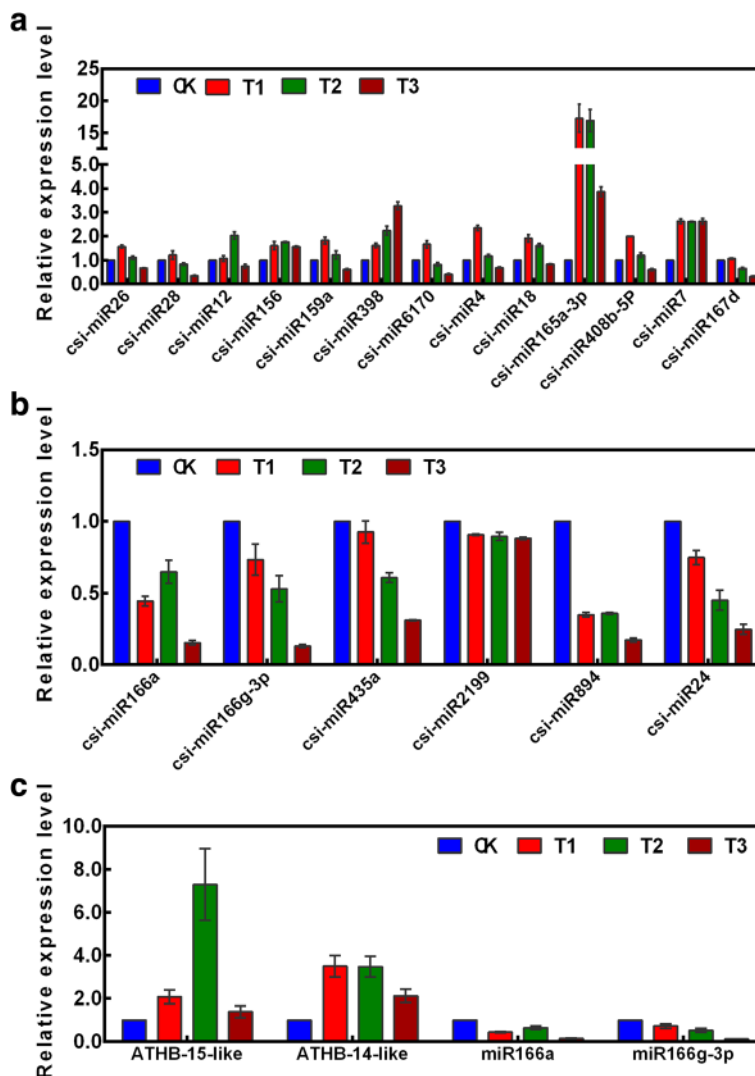 a
Relative expression level
25
20
15
5.0
4.0
3.0
2.0
1.0
0.0
CK T1 T2 T3
csi-miR26
csi-miR28
csi-miR12
csi-miR156
csi-miR159a
csi-miR398
csi-miR6170
csi-miR4
csi-miR18
csi-miR165a-3p
csi-miR408b-5P
csi-miR7
csi-miR167d
b
Relative expression level
1.5
1.0
0.5
0.0
CK T1 T2 T3
csi-miR166a
csi-miR166g-3p
csi-miR435a
csi-miR2199
csi-miR894
csi-miR24
c
Relative expression level
10.0
8.0
6.0
4.0
2.0
0.0
CK T1 T2 T3
ATHB-15-like ATHB-14-like miR166a miR166g-3p